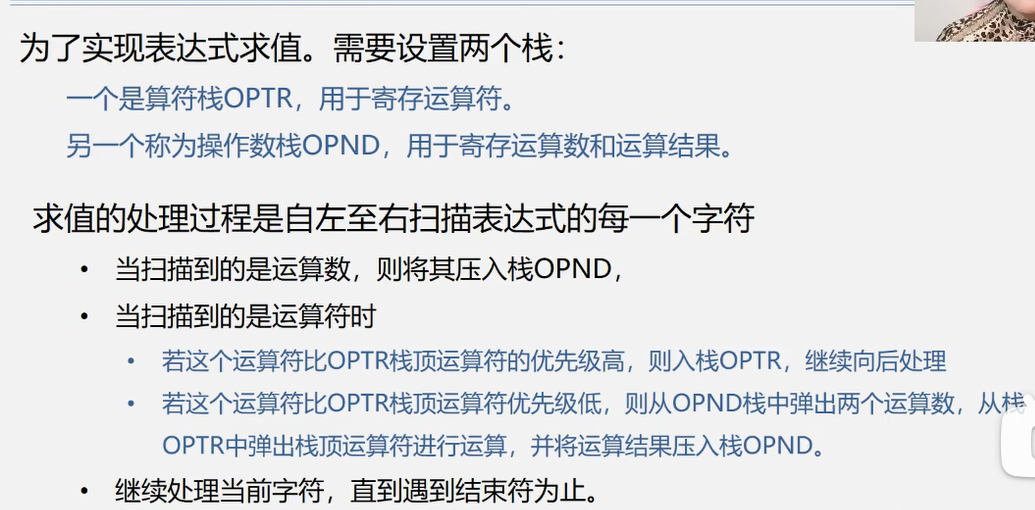 为了实现表达式求值。需要设置两个栈：
一个是算符栈OPTR，用于寄存运算符。
另一个称为操作数栈OPND，用于寄存运算数和运算结果。
求值的处理过程是自左至右扫描表达式的每一个字符
• 当扫描到的是运算数，则将其压入栈OPND，
• 当扫描到的是运算符时
• 若这个运算符比OPTR栈顶运算符的优先级高，则入栈OPTR，继续向后处理
• 若这个运算符比OPTR栈顶运算符优先级低，则从OPND栈中弹出两个运算数，从栈
OPTR中弹出栈顶运算符进行运算，并将运算结果压入栈OPND。
• 继续处理当前字符，直到遇到结束符为止。